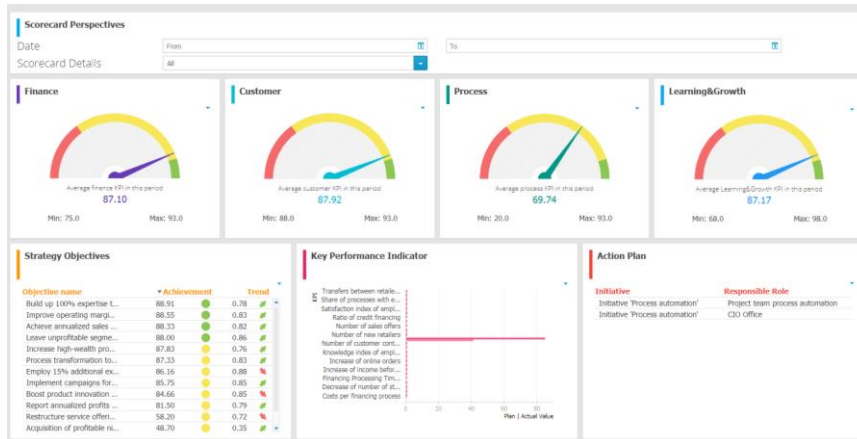 Scorecard Perspectives
Date
From
To
Scorecard Details
All
Finance
Average finance KPI in this period
87.10
Min: 75.0 Max: 93.0
Customer
Average customer KPI in this period
87.92
Min: 88.0 Max: 93.0
Process
Average process KPI in this period
69.74
Min: 20.0 Max: 93.0
Learning&Growth
Average Learning&Growth KPI in this period
87.17
Min: 68.0 Max: 98.0
Strategy Objectives
Objective name Achievement Trend
Build up 100% expertise t... 88.91 0.78
Improve operating margi... 88.55 0.83
Achieve annualized sales ... 88.33 0.82
Leave unprofitable segme... 88.00 0.86
Increase high-wealth pro... 87.83 0.76
Process transformation to... 87.33 0.83
Employ 15% additional ex... 86.16 0.88
Implement campaigns for... 85.75 0.85
Boost product innovation ... 84.66 0.85
Report annualized profits ... 81.50 0.79
Restructure service offeri... 58.20 0.72
Acquisition of profitable ni... 48.70 0.35
Key Performance Indicator
KPI
Transfers between retaile...
Share of processes with e...
Satisfaction index of empl...
Ratio of credit financing
Number of sales offers
Number of new retailers
Number of customer cont...
Knowledge index of empl...
Increase of online orders
Increase of income befor...
Financing Processing Tim...
Decrease of number of st...
Costs per financing process
0 20 40 60 80
Plan | Actual Value
Action Plan
Initiative Responsible Role
Initiative 'Process automation' Project team process automation
Initiative 'Process automation' CIO Office